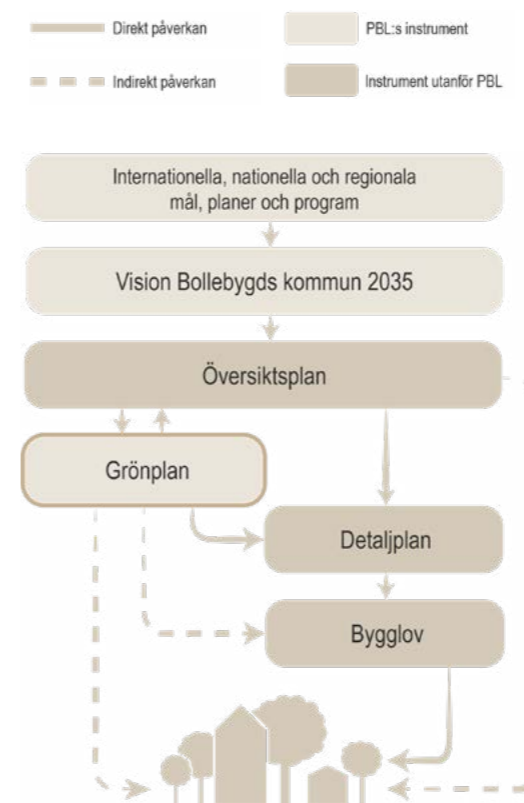 Direkt påverkan
PBL:s instrument
Indirekt påverkan
Instrument utanför PBL
Internationella, nationella och regionala
mål, planer och program
Vision Bollebygds kommun 2035
Översiktsplan
Grönplan
Detaljplan
Bygglov